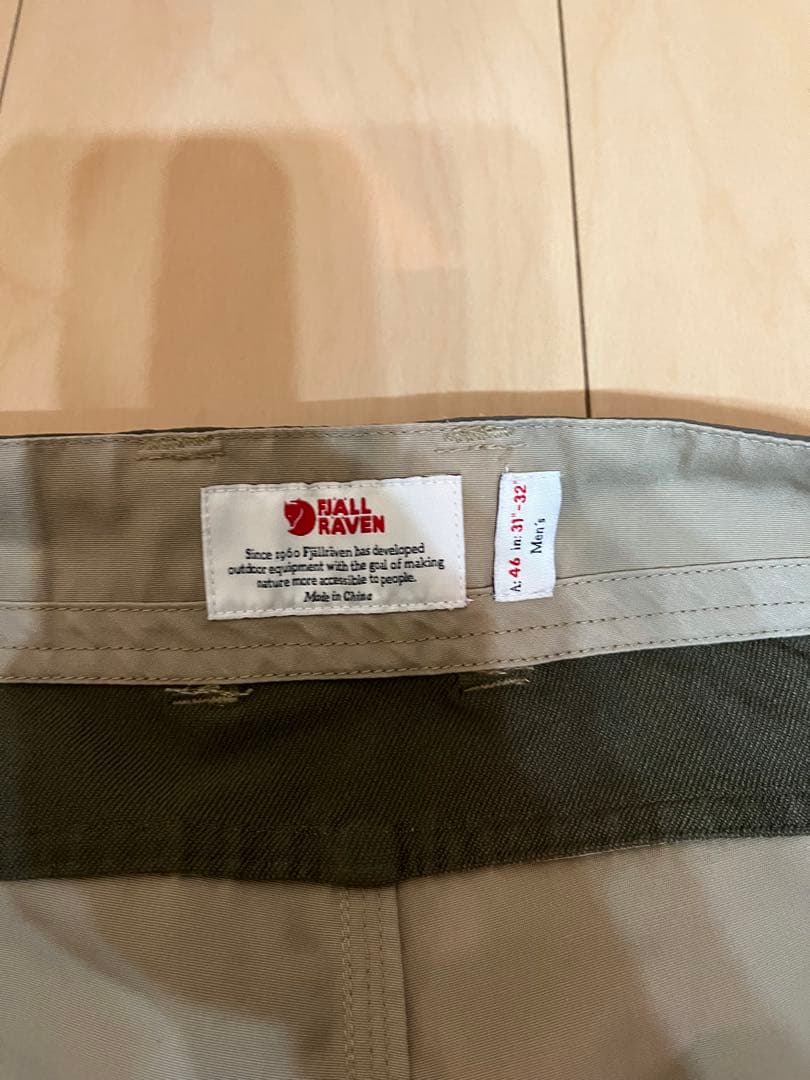 FJÄLL
RÄVEN
Since 1960 Fjällräven has developed
outdoor equipment with the goal of making
nature more accessible to people.
Made in China
A: 46 in: 31"-32"
Men's